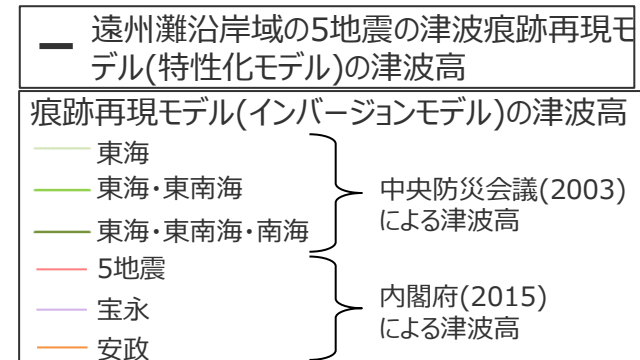 遠州灘沿岸域の5地震の津波痕跡再現モ
デル(特性化モデル)の津波高
痕跡再現モデル(インバージョンモデル)の津波高
東海
東海・東南海
東海・東南海・南海
中央防災会議(2003)
による津波高
5地震
宝永
安政
内閣府(2015)
による津波高